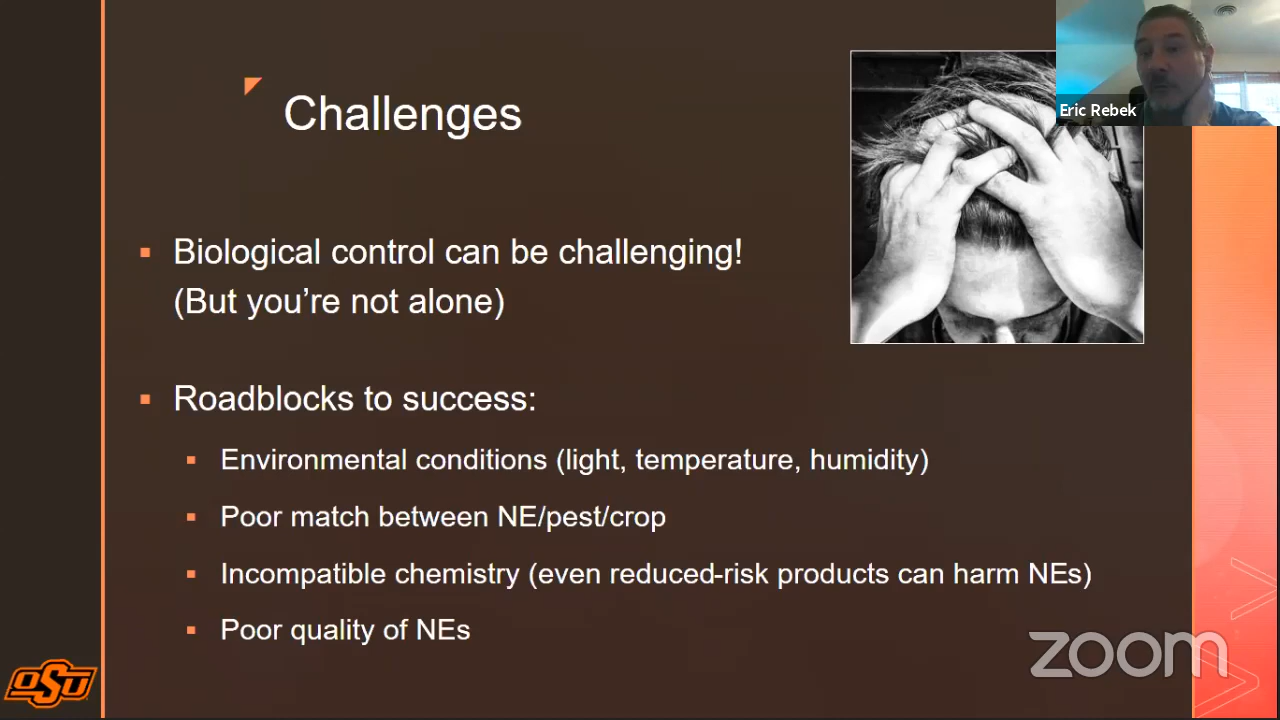 Challenges
Eric Rebek
Biological control can be challenging!
(But you’re not alone)
Roadblocks to success:
Environmental conditions (light, temperature, humidity)
Poor match between NE/pest/crop
Incompatible chemistry (even reduced-risk products can harm NEs)
Poor quality of NEs
zoom
OSU